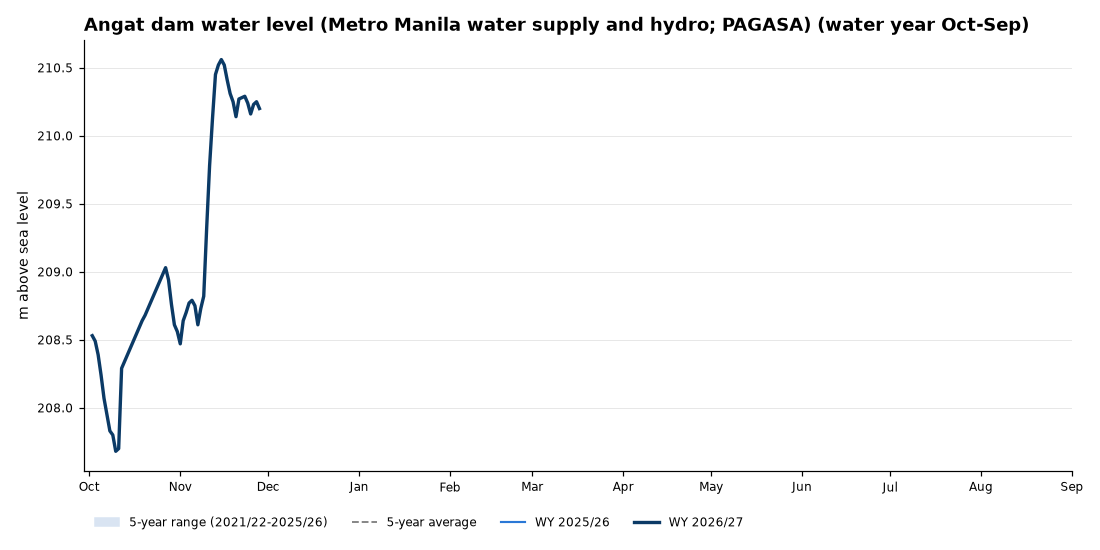 Angat dam water level (Metro Manila water supply and hydro; PAGASA) (water year Oct-Sep)
m above sea level
210.5
210.0
209.5
209.0
208.5
208.0
Oct Nov Dec Jan Feb Mar Apr May Jun Jul Aug Sep
5-year range (2021/22-2025/26) 5-year average WY 2025/26 WY 2026/27